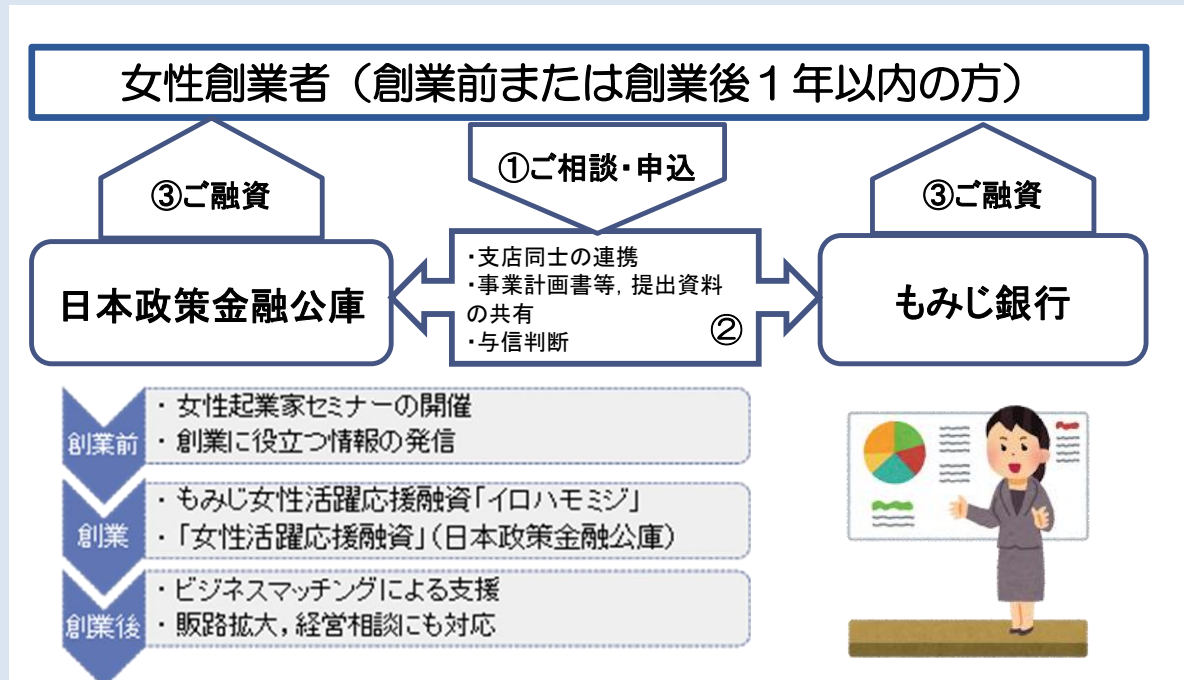 女性創業者（創業前または創業後１年以内の方）
③ご融資
①ご相談・申込
③ご融資
日本政策金融公庫
・支店同士の連携
・事業計画書等，提出資料
の共有
・与信判断
②
もみじ銀行
創業前
・女性起業家セミナーの開催
・創業に役立つ情報の発信
創業
・もみじ女性活躍応援融資「イロハモミジ」
・「女性活躍応援融資」（日本政策金融公庫）
創業後
・ビジネスマッチングによる支援
・販路拡大，経営相談にも対応